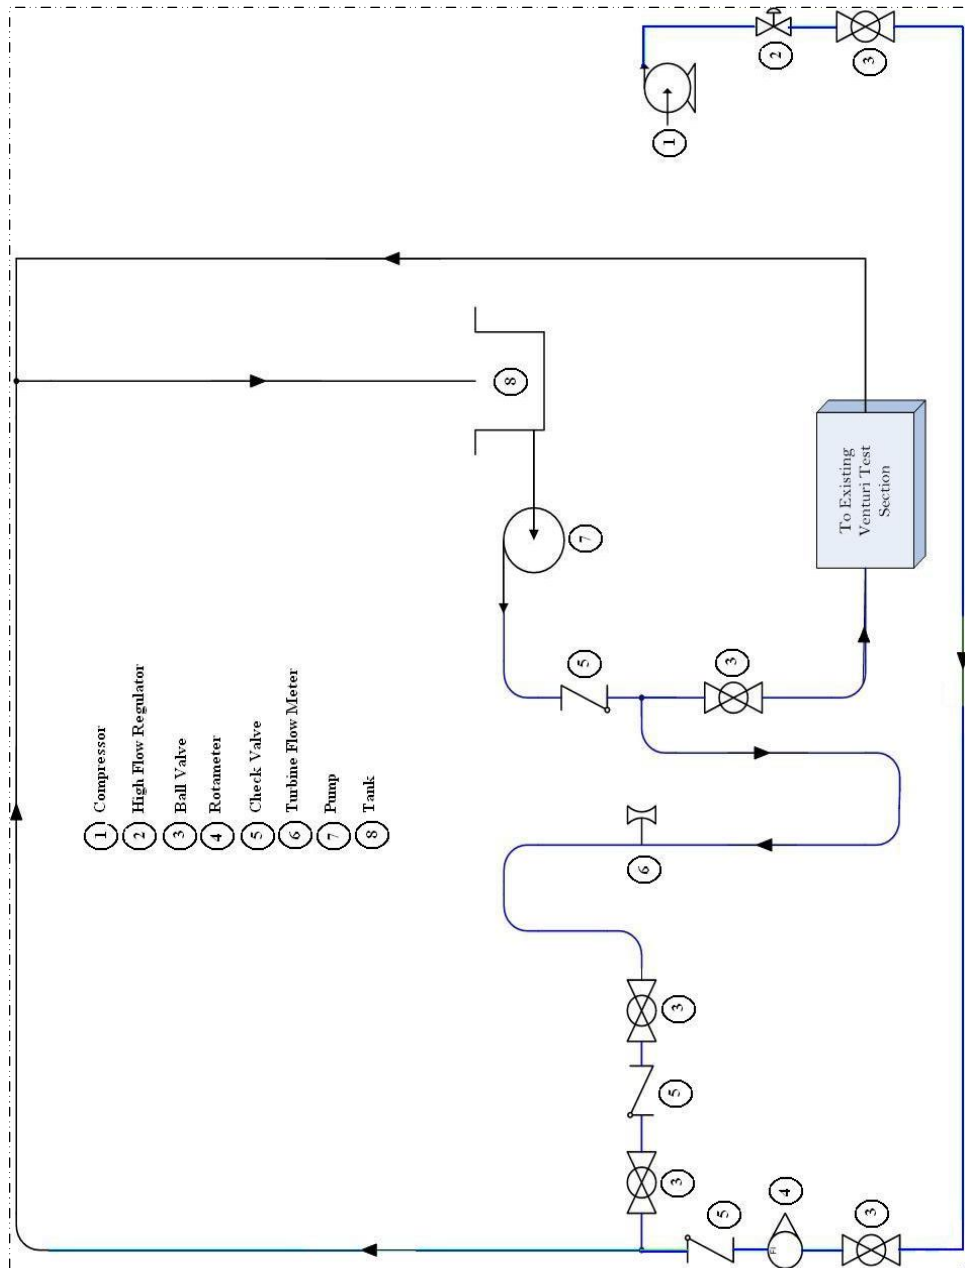 1 Compressor
2 High Flow Regulator
3 Ball Valve
4 Rotameter
5 Check Valve
6 Turbine Flow Meter
7 Pump
8 Tank
8
5
7
6
3
5
3
1
5
3
FI
4
2
To Existing
Venturi Test
Section
3
3